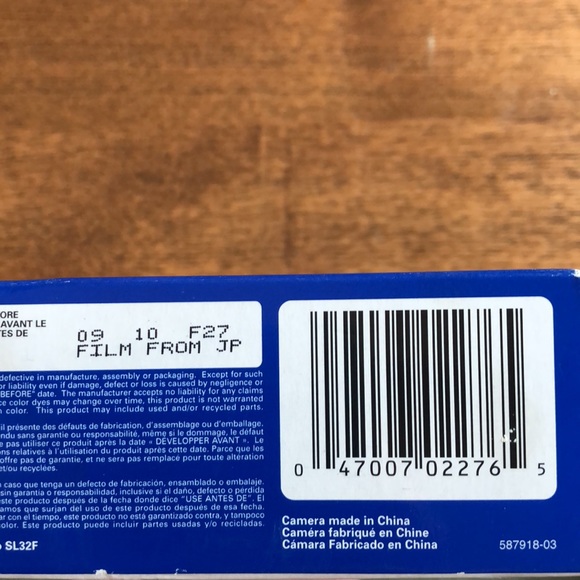 ORE
AVANT LE
TES DE
09 10 F27
FILM FROM JP
defective in manufacture, assembly or packaging. Except for such
or liability even if damage, defect or loss is caused by negligence or
BEFORE" date. The manufacturer accepts no liability for any claims
ce color dyes may change over time, this product is not warranted
n color. This product may include used and/or recycled parts.
il présente des défauts de fabrication, d'assemblage ou d'emballage.
ndu sans garantie ou responsabilité, même si le dommage, le défaut
e pas utiliser ce produit après la date « DÉVELOPPER AVANT ». Le
ns relatives à l'utilisation du produit après cette date. Parce que les
offre pas de garantie, et ne sera pas remplacé pour toute altération
et/ou recyclées.
caso que tenga un defecto de fabricación, ensamblado o embalaje.
sin garantía o responsabilidad, inclusive si el daño, defecto o pérdida
este producto después de la fecha donde dice "USE ANTES DE". El
amos que surjan del uso de este producto después de esa fecha.
ar con el tiempo, este producto no está garantizado contra, y tampoco
olor. Este producto puede incluir partes usadas y/o recicladas.
SL32F
0 47007 02276 5
Camera made in China
Caméra fabriqué en Chine
Cámara Fabricado en China
587918-03